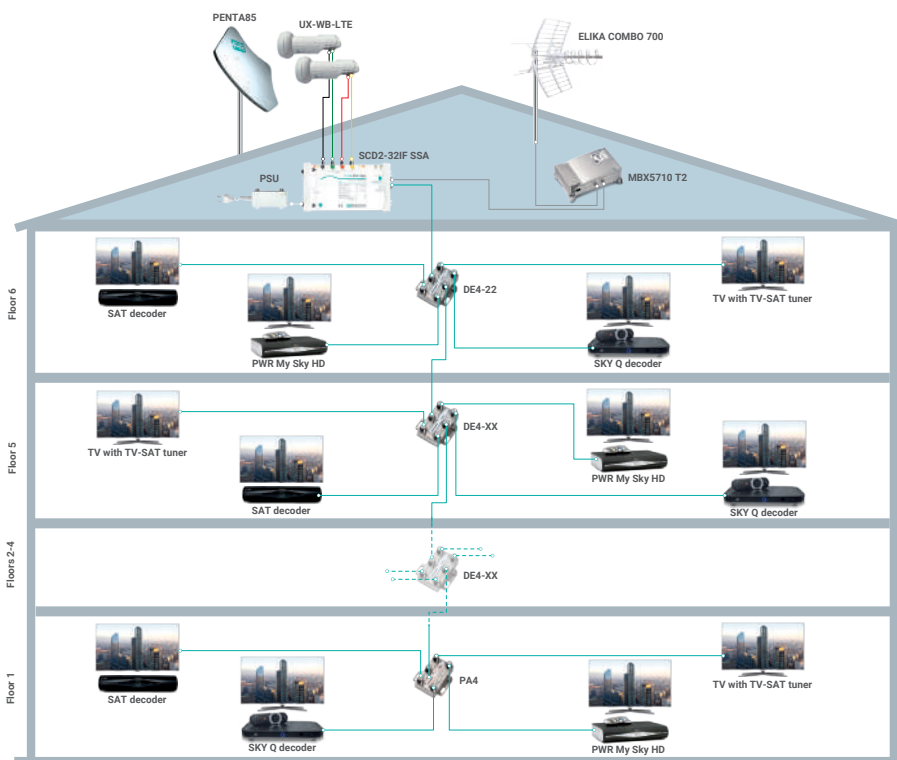 PENTA85
UX-WB-LTE
ELIKA COMBO 700
SCD2-32IF SSA
PSU
MBX5710 T2
Floor 6
SAT decoder
DE4-22
TV with TV-SAT tuner
PWR My Sky HD
SKY Q decoder
Floor 5
TV with TV-SAT tuner
DE4-XX
SAT decoder
PWR My Sky HD
SKY Q decoder
Floors 2-4
DE4-XX
Floor 1
SAT decoder
PA4
TV with TV-SAT tuner
SKY Q decoder
PWR My Sky HD